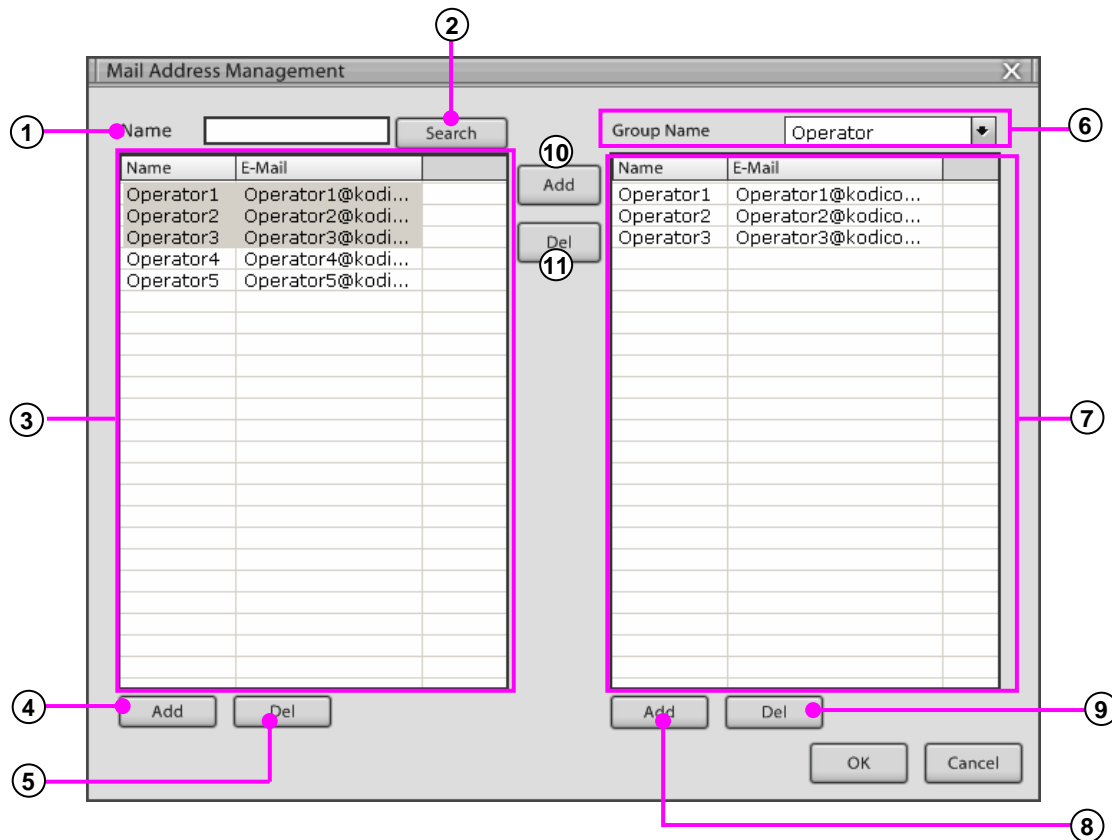 2
Mail Address Management X
1 Name Search Group Name Operator 6
10
Name E-Mail Add Name E-Mail
Operator1 Operator1@kodi... Operator1 Operator1@kodico...
Operator2 Operator2@kodi... Operator2 Operator2@kodico...
Operator3 Operator3@kodi... Del Operator3 Operator3@kodico...
Operator4 Operator4@kodi... 11
Operator5 Operator5@kodi...
3 7
4 Add Del Add Del 9
5 OK Cancel
8